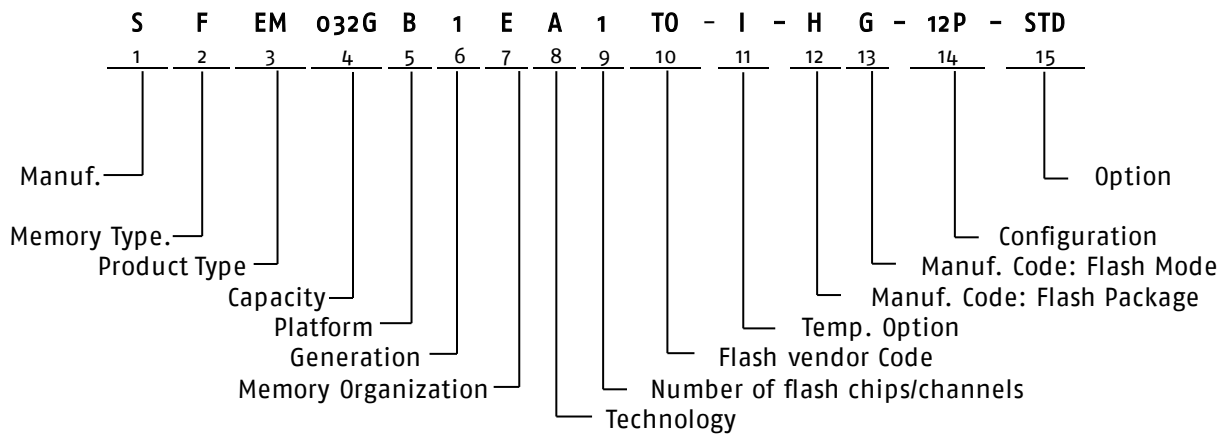 S F EM 032G B 1 E A 1 TO - I - H G - 12P - STD
1 2 3 4 5 6 7 8 9 10 11 12 13 14 15
Manuf. Option
Memory Type. Configuration
Product Type Manuf. Code: Flash Mode
Capacity Manuf. Code: Flash Package
Platform Temp. Option
Generation Flash vendor Code
Memory Organization Number of flash chips/channels
Technology